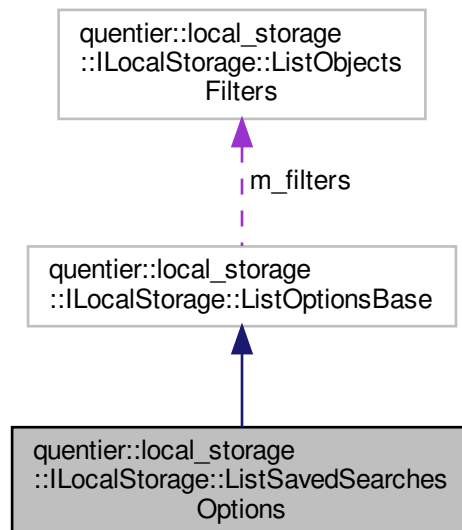 quentier::local_storage
::ILocalStorage::ListObjects
Filters
m_filters
quentier::local_storage
::ILocalStorage::ListOptionsBase
quentier::local_storage
::ILocalStorage::ListSavedSearches
Options